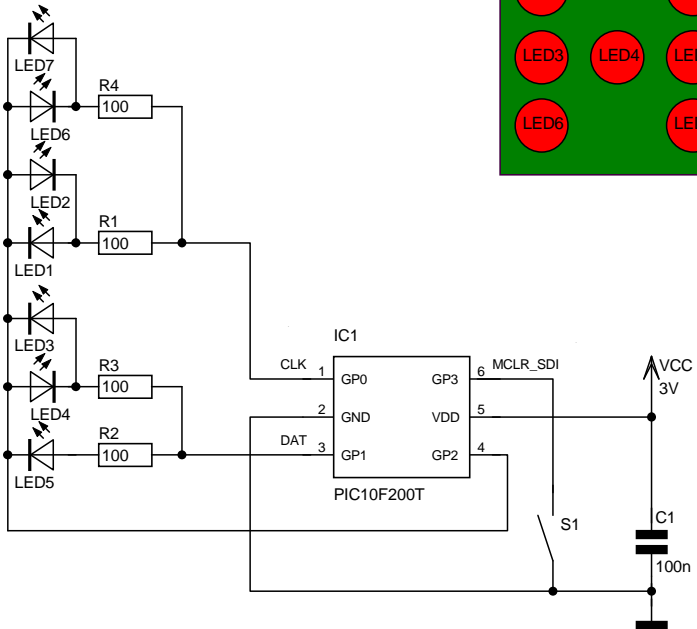 LED7
R4
100
LED6
LED2
R1
100
LED1
LED3
R3
100
LED4
R2
100
LED5
LED3 LED4
LED6
IC1
CLK 1 GP0
2 GND
DAT 3 GP1
GP3 6 MCLR_SDI
VDD 5
GP2 4
PIC10F200T
S1
VCC
3V
C1
100n